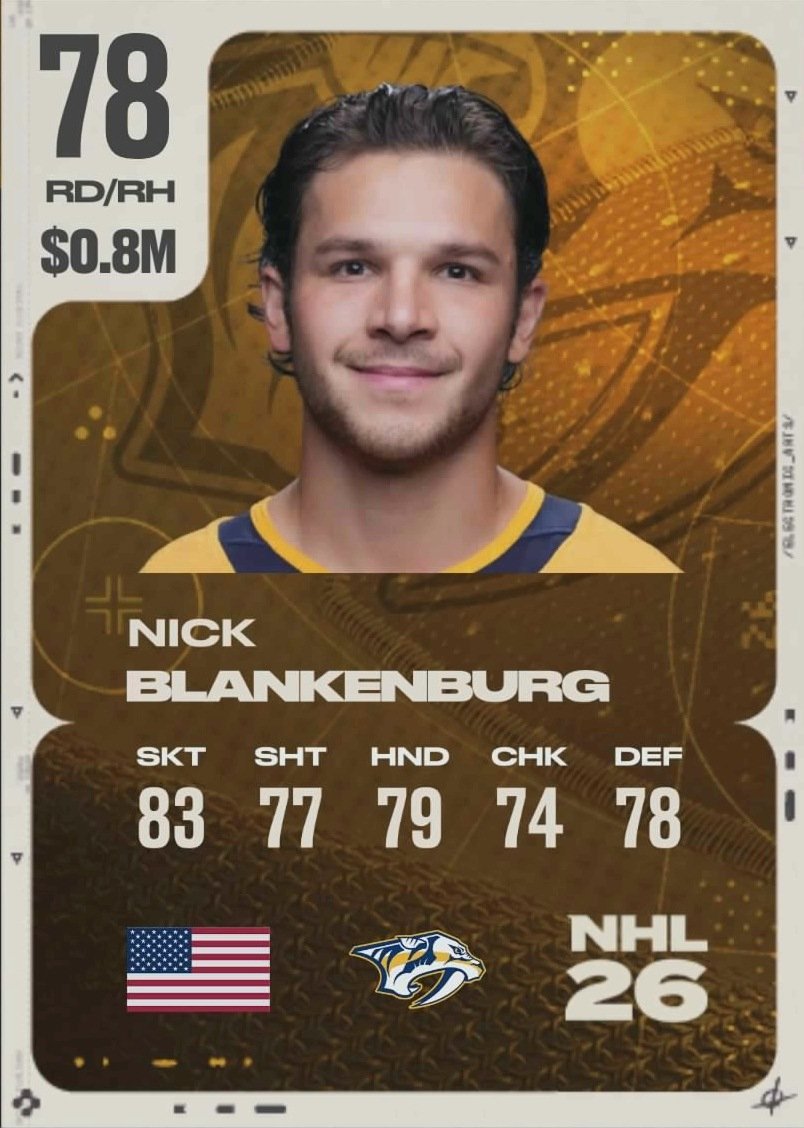 78
RD/RH
$0.8M
/ELECTRONIC_ARTS/
NICK
BLANKENBURG
SKT SHT HND CHK DEF
83 77 79 74 78
NHL
26